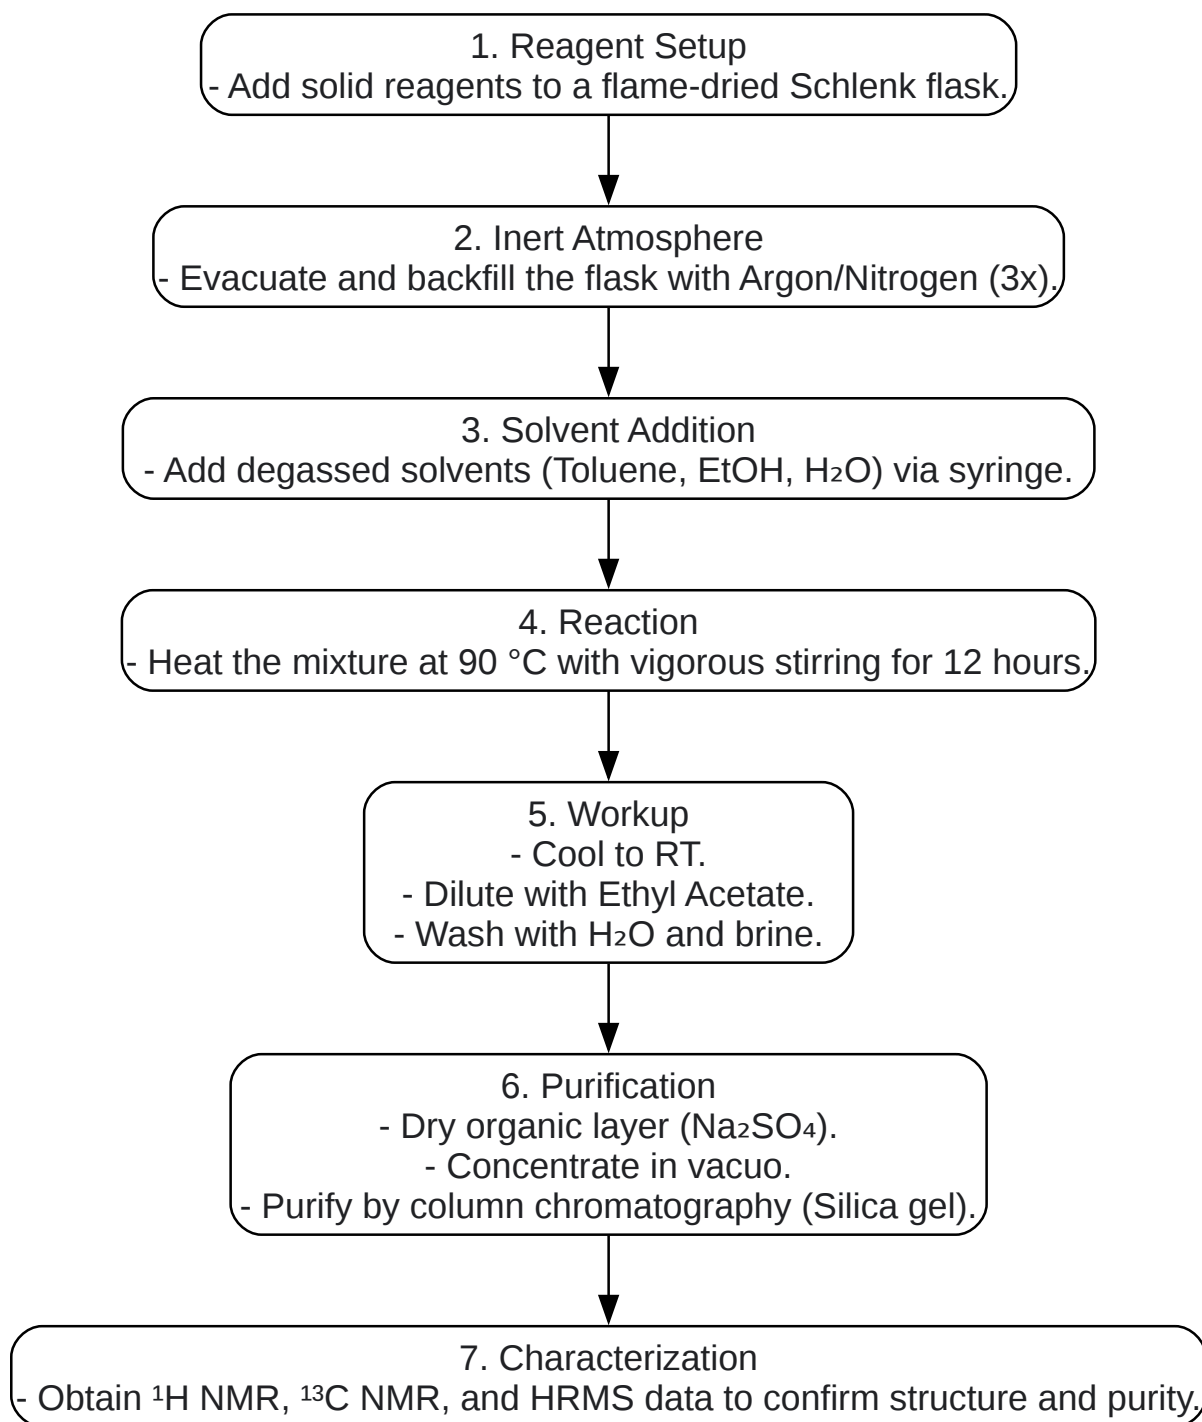 1. Reagent Setup
- Add solid reagents to a flame-dried Schlenk flask.
2. Inert Atmosphere
- Evacuate and backfill the flask with Argon/Nitrogen (3x).
3. Solvent Addition
- Add degassed solvents (Toluene, EtOH, H₂O) via syringe.
4. Reaction
- Heat the mixture at 90 °C with vigorous stirring for 12 hours.
5. Workup
- Cool to RT.
- Dilute with Ethyl Acetate.
- Wash with H₂O and brine.
6. Purification
- Dry organic layer (Na₂SO₄).
- Concentrate in vacuo.
- Purify by column chromatography (Silica gel).
7. Characterization
- Obtain ¹H NMR, ¹³C NMR, and HRMS data to confirm structure and purity.